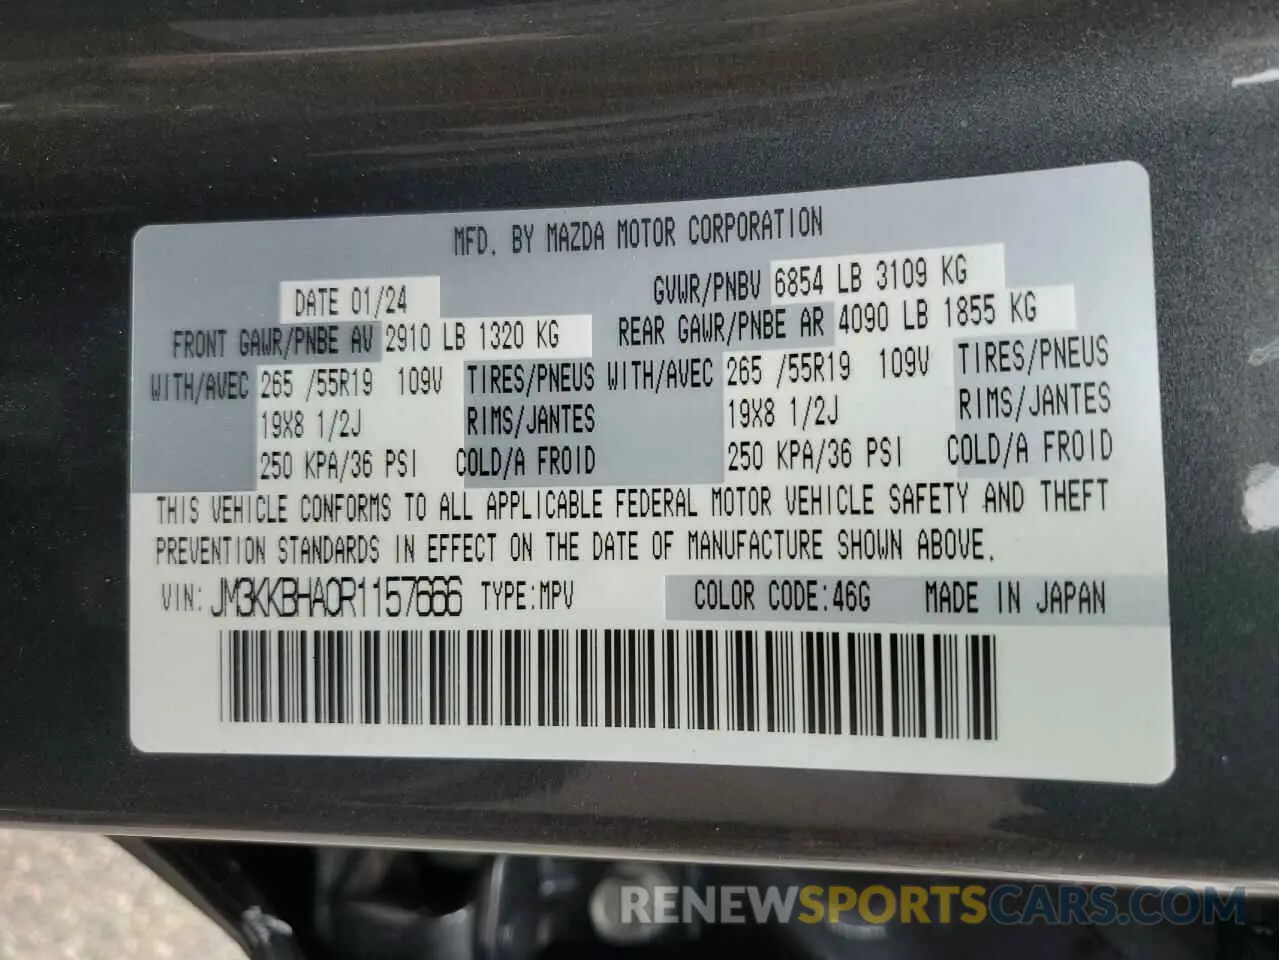 MFD. BY MAZDA MOTOR CORPORATION
DATE 01/24 GVWR/PNBV 6854 LB 3109 KG
FRONT GAWR/PNBE AV 2910 LB 1320 KG REAR GAWR/PNBE AR 4090 LB 1855 KG
WITH/AVEC 265 /55R19 109V TIRES/PNEUS WITH/AVEC 265 /55R19 109V TIRES/PNEUS
19X8 1/2J RIMS/JANTES 19X8 1/2J RIMS/JANTES
250 KPA/36 PSI COLD/A FROID 250 KPA/36 PSI COLD/A FROID
THIS VEHICLE CONFORMS TO ALL APPLICABLE FEDERAL MOTOR VEHICLE SAFETY AND THEFT
PREVENTION STANDARDS IN EFFECT ON THE DATE OF MANUFACTURE SHOWN ABOVE.
VIN: JM3KKBHA0R1157666 TYPE:MPV COLOR CODE:46G MADE IN JAPAN
RENEWSPORTSCARS.COM